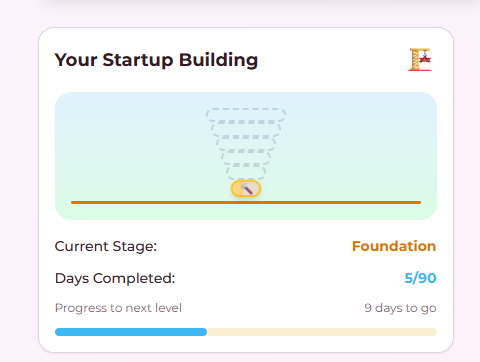 Your Startup Building
Current Stage: Foundation
Days Completed: 5/90
Progress to next level 9 days to go